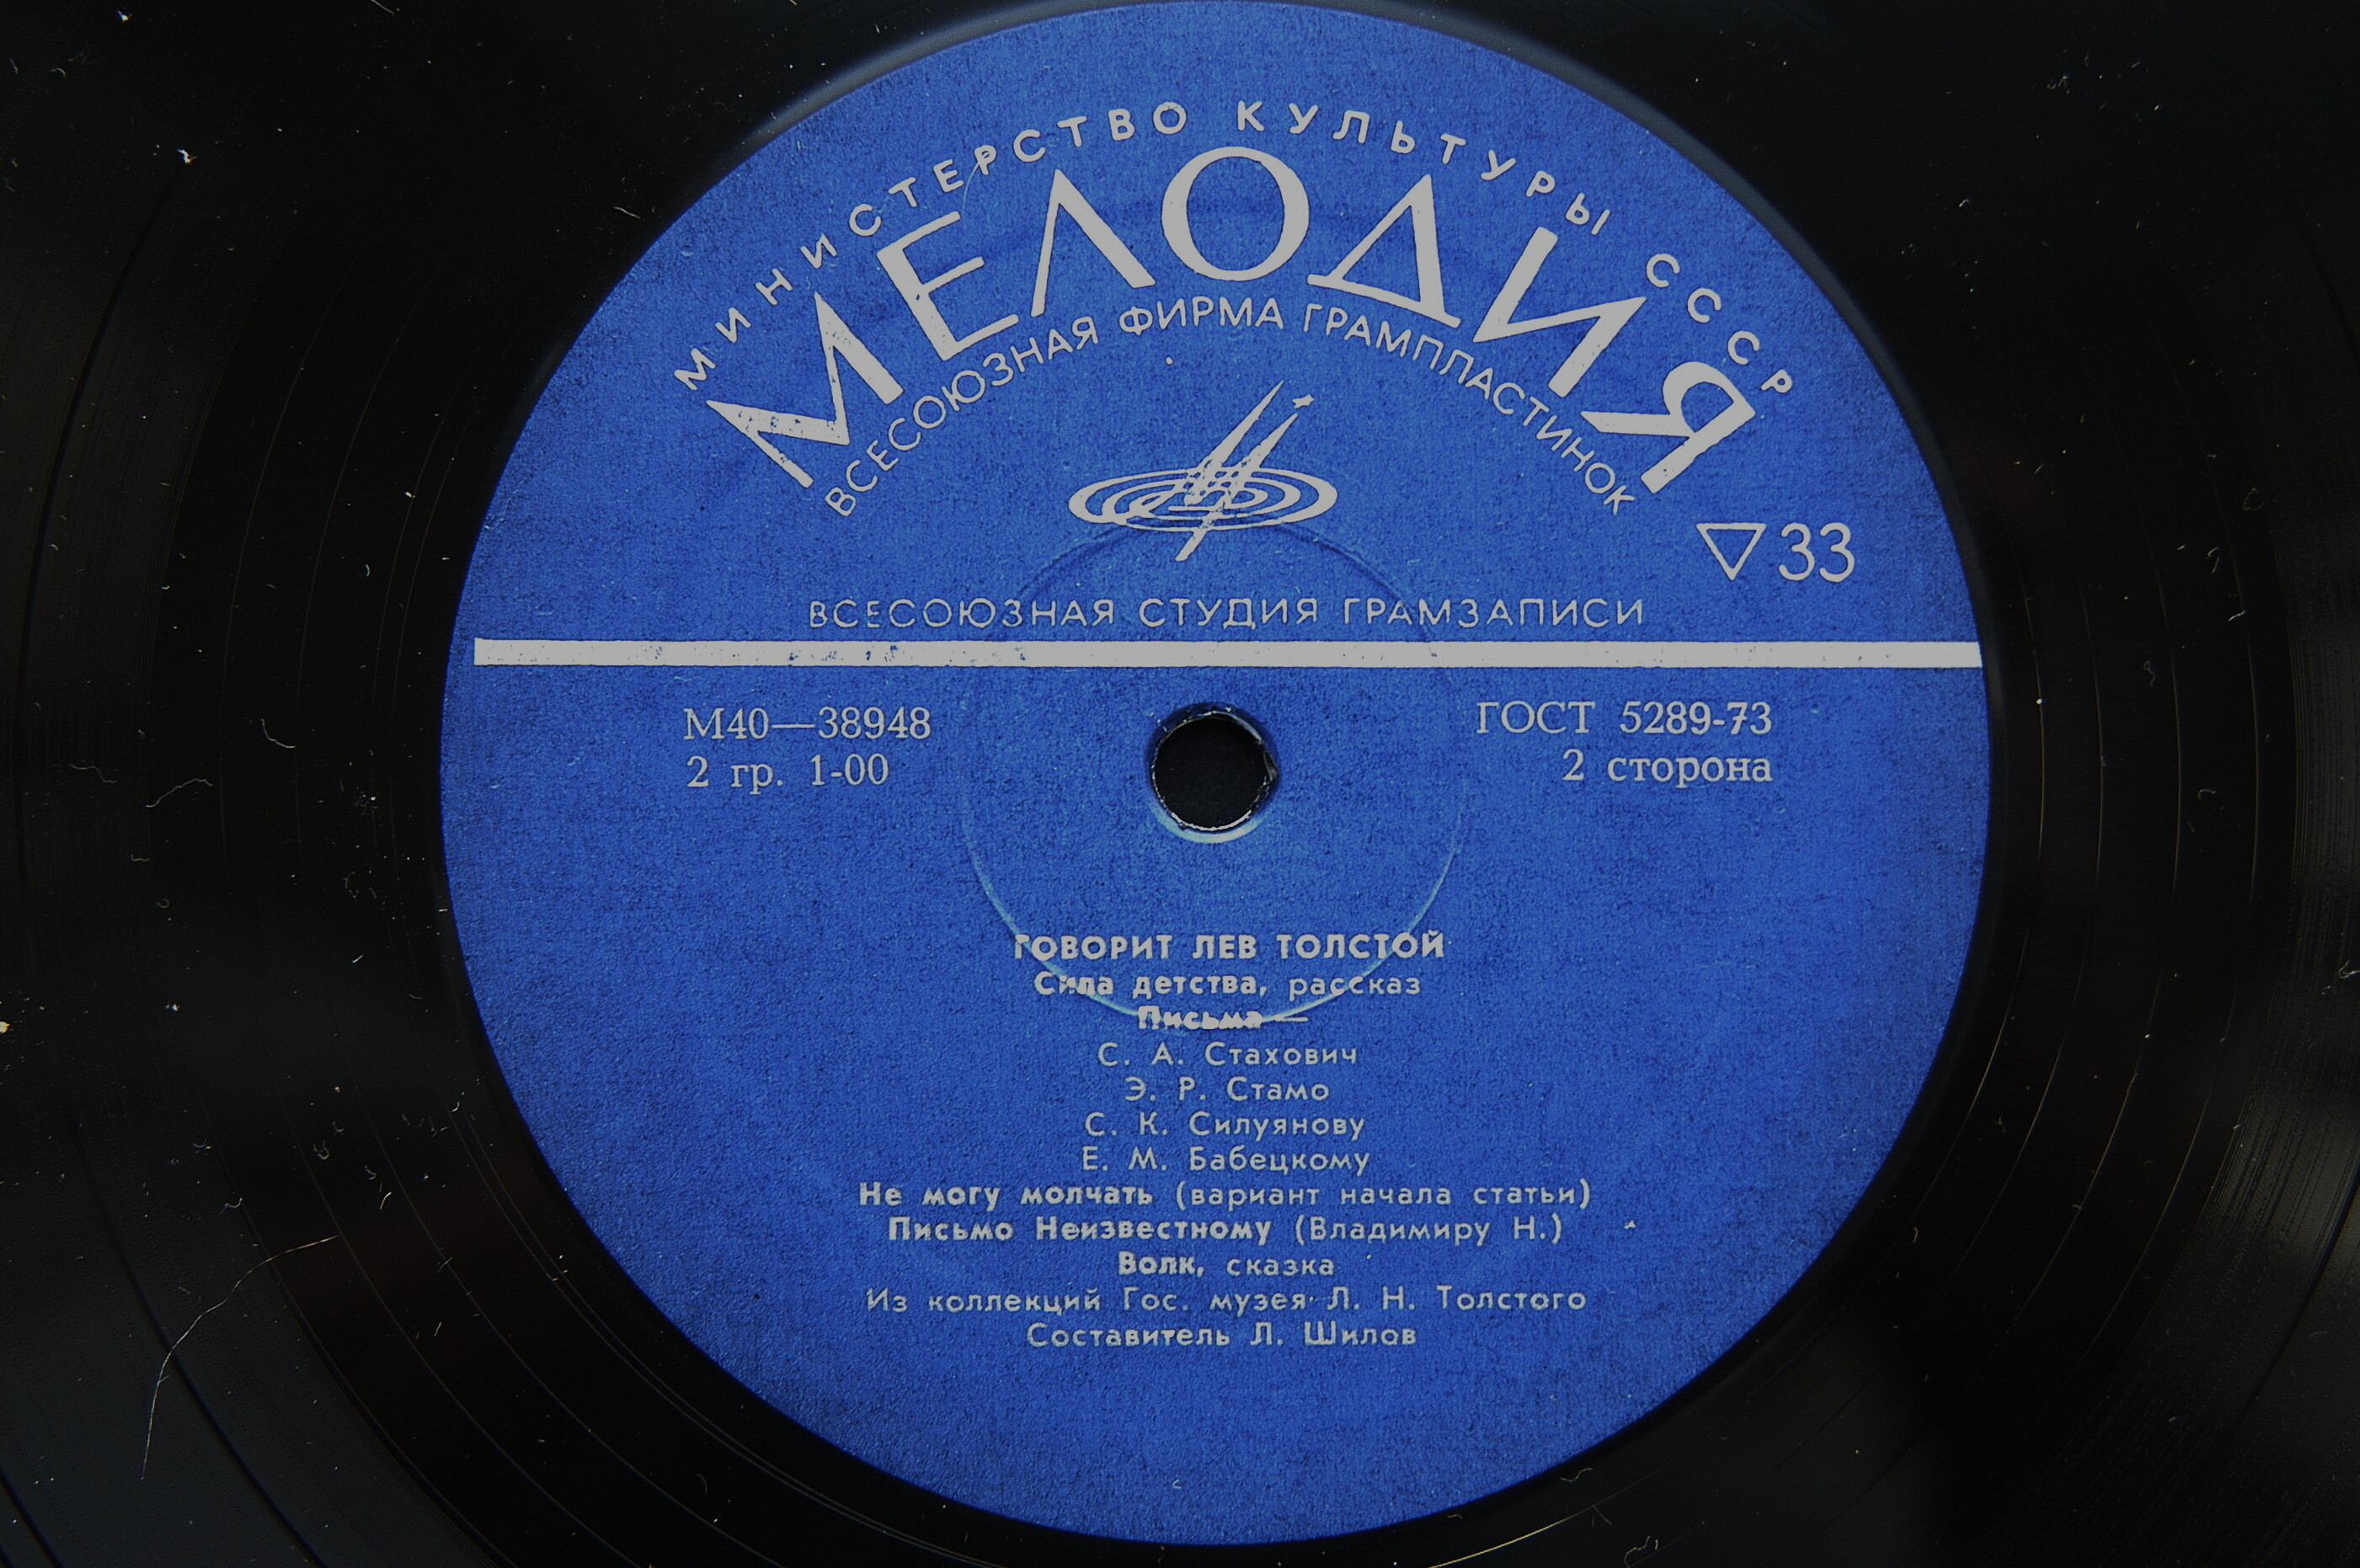 МИНИСТЕРСТВО КУЛЬТУРЫ СССР
МЕЛОДИЯ
ВСЕСОЮЗНАЯ ФИРМА ГРАМПЛАСТИНОК
33
ВСЕСОЮЗНАЯ СТУДИЯ ГРАМЗАПИСИ
М40—38948
ГОСТ 5289-73
2 гр. 1-00
2 сторона
ГОВОРИТ ЛЕВ ТОЛСТОЙ
Сила детства, рассказ
Письма —
С. А. Стахович
Э. Р. Стамо
С. К. Силуянову
Е. М. Бабецкому
Не могу молчать (вариант начала статьи)
Письмо Неизвестному (Владимиру Н.)
Волк, сказка
Из коллекций Гос. музея Л. Н. Толстого
Составитель Л. Шилов